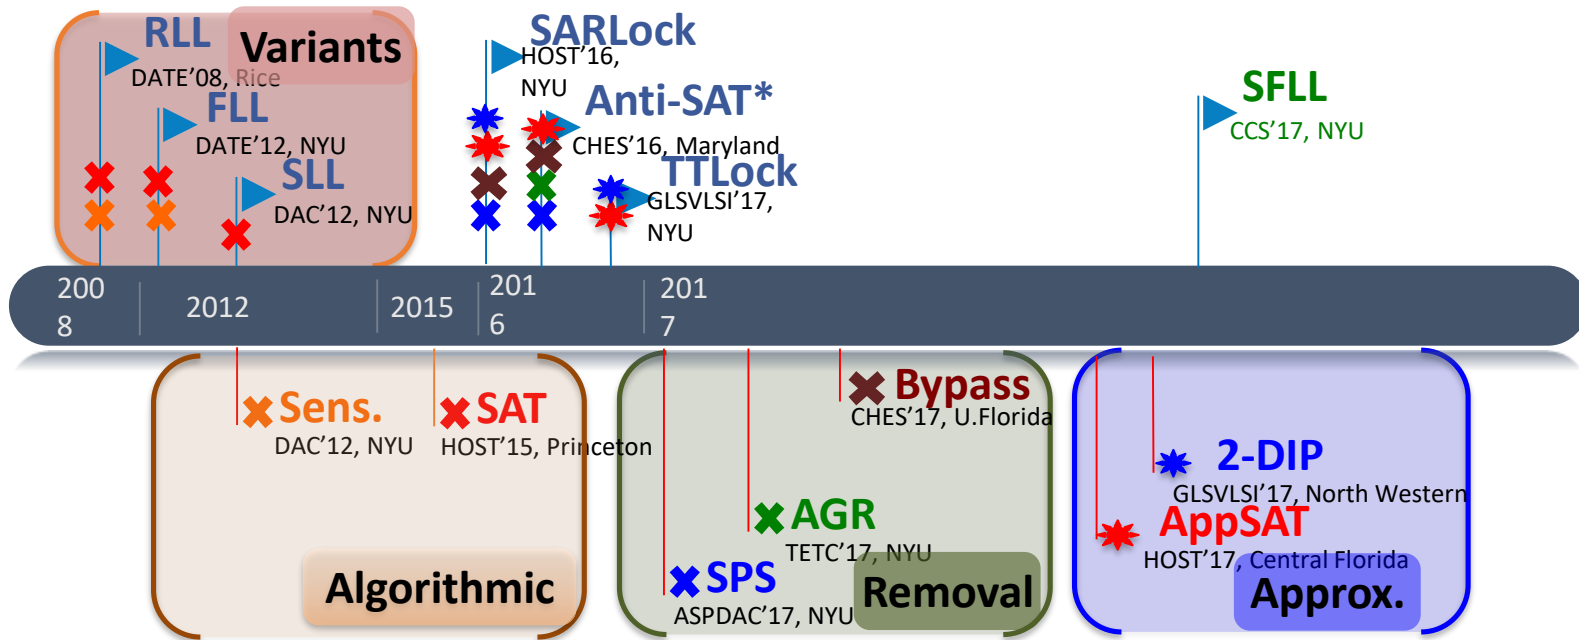 RLL
Variants
DATE'08, Rice
FLL
DATE'12, NYU
SLL
DAC'12, NYU
SARLock
HOST'16,
NYU
Anti-SAT*
CHES'16, Maryland
TTLock
GLSVLSI'17,
NYU
SFLL
CCS'17, NYU
200
8
2012
2015
201
6
201
7
Sens.
DAC'12, NYU
SAT
HOST'15, Princeton
Algorithmic
Bypass
CHES'17, U.Florida
AGR
TETC'17, NYU
SPS
ASPDAC'17, NYU
Removal
2-DIP
GLSVLSI'17, North Western
AppSAT
HOST'17, Central Florida
Approx.